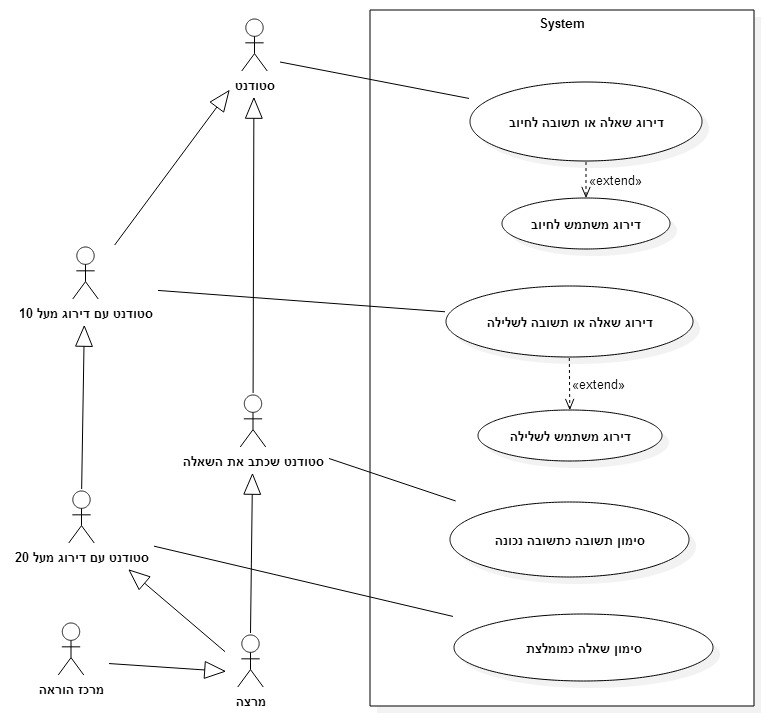 System
סטודנט
דירוג שאלה או תשובה לחיוב
«extend»
דירוג משתמש לחיוב
סטודנט עם דירוג מעל 10
דירוג שאלה או תשובה לשלילה
«extend»
דירוג משתמש לשלילה
סטודנט שכתב את השאלה
סימון תשובה כתשובה נכונה
סטודנט עם דירוג מעל 20
סימון שאלה כמומלצת
מרכז הוראה
מרצה